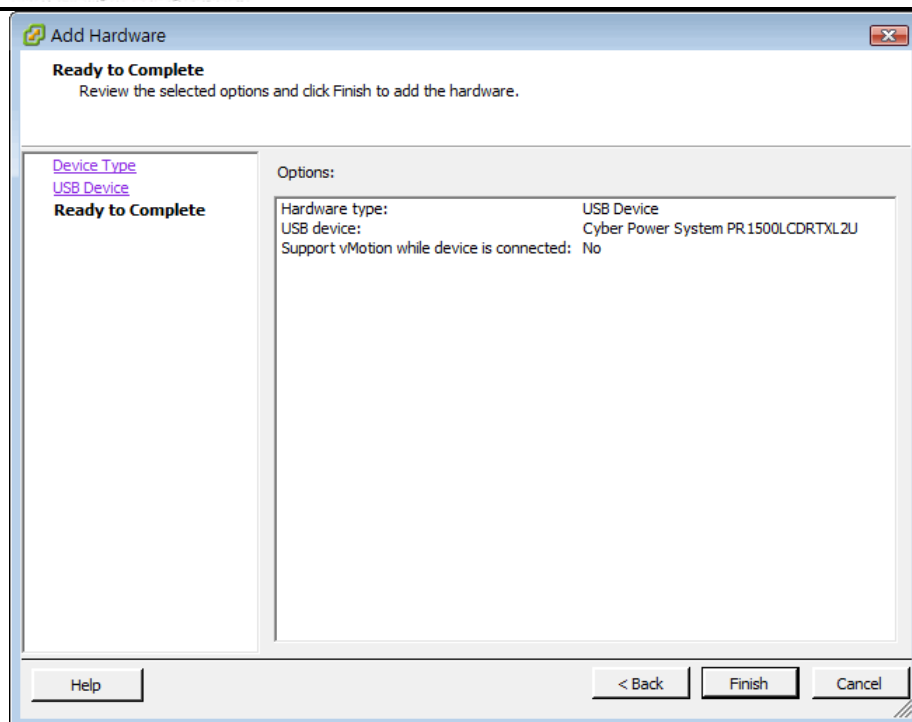 Add Hardware
Ready to Complete
Review the selected options and click Finish to add the hardware.
Device Type
USB Device
Ready to Complete
Options:
Hardware type: USB Device
USB device: Cyber Power System PR1500LCDRTXL2U
Support vMotion while device is connected: No
Help
< Back
Finish
Cancel